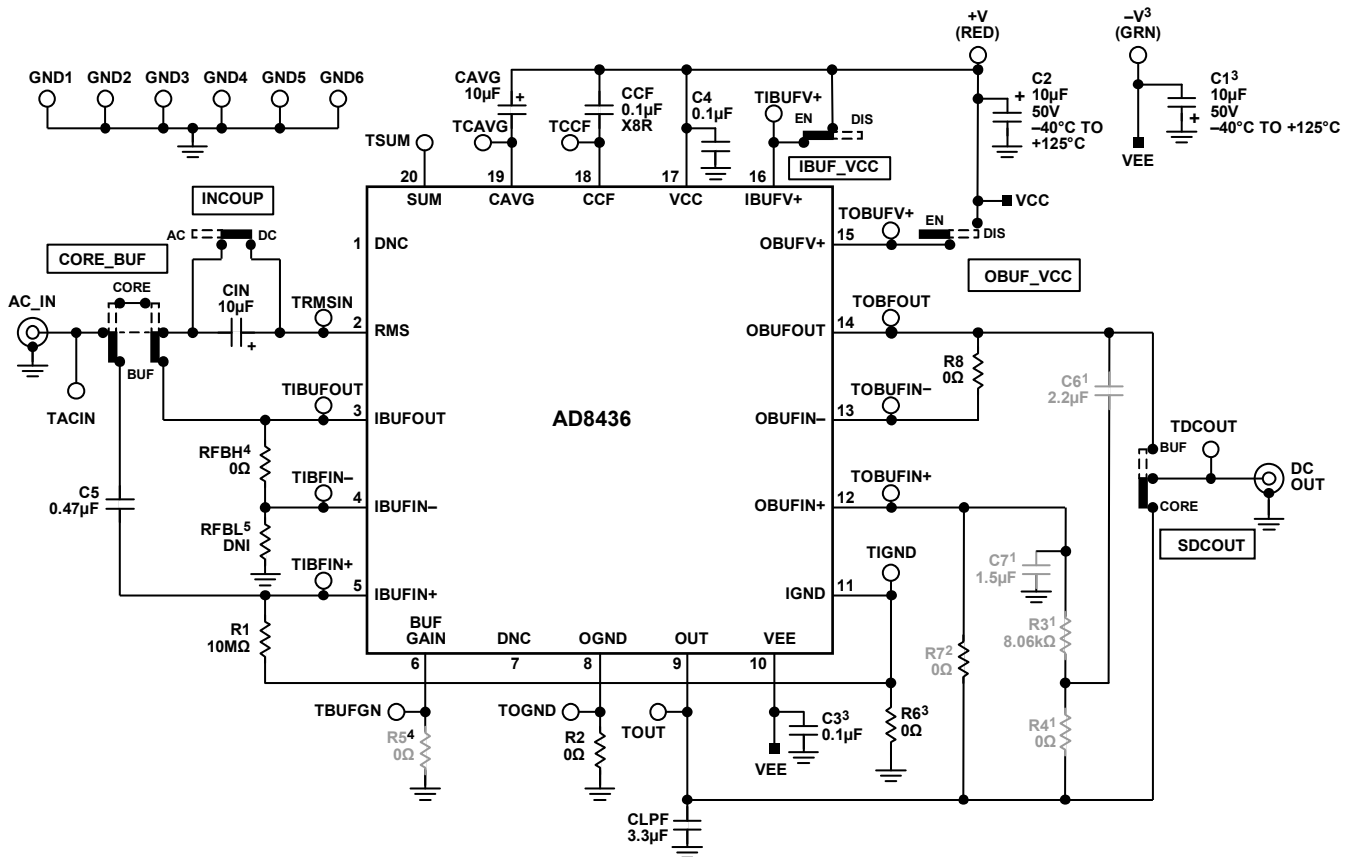 GND1 GND2 GND3 GND4 GND5 GND6
+V
(RED)
–V³
(GRN)
CAVG
10µF
+
CCF
0.1µF
X8R
C4
0.1µF
TIBUFV+
EN DIS
IBUF_VCC
+ C2
10µF
50V
–40°C TO
+125°C
C1³
10µF
50V
+ –40°C TO +125°C
VEE
TSUM
TCAVG
TCCF
20 19 18 17 16
SUM CAVG CCF VCC IBUFV+
VCC
INCOUP
AC DC
TOBUFV+
EN DIS
OBUF_VCC
1 DNC
OBUFV+ 15
CORE_BUF
CORE
BUF
AC_IN
TACIN
CIN
10µF
+
TRMSIN
2 RMS
TOBFOUT
OBUFOUT 14
R8
0Ω
C6¹
2.2µF
TIBUFOUT
3 IBUFOUT
AD8436
TOBUFIN–
OBUFIN– 13
RFBH⁴
0Ω
TDCOUT
BUF
CORE
DC
OUT
SDCOUT
C5
0.47µF
TIBFIN–
4 IBUFIN–
TOBUFIN+
OBUFIN+ 12
RFBL⁵
DNI
TIBFIN+
5 IBUFIN+
TIGND
IGND 11
C7¹
1.5µF
R1
10MΩ
BUF
GAIN
DNC OGND OUT VEE
6 7 8 9 10
R7²
0Ω
R3¹
8.06kΩ
TBUFGN
R5⁴
0Ω
TOGND
R2
0Ω
TOUT
C3³
0.1µF
VEE
R6³
0Ω
R4¹
0Ω
CLPF
3.3µF